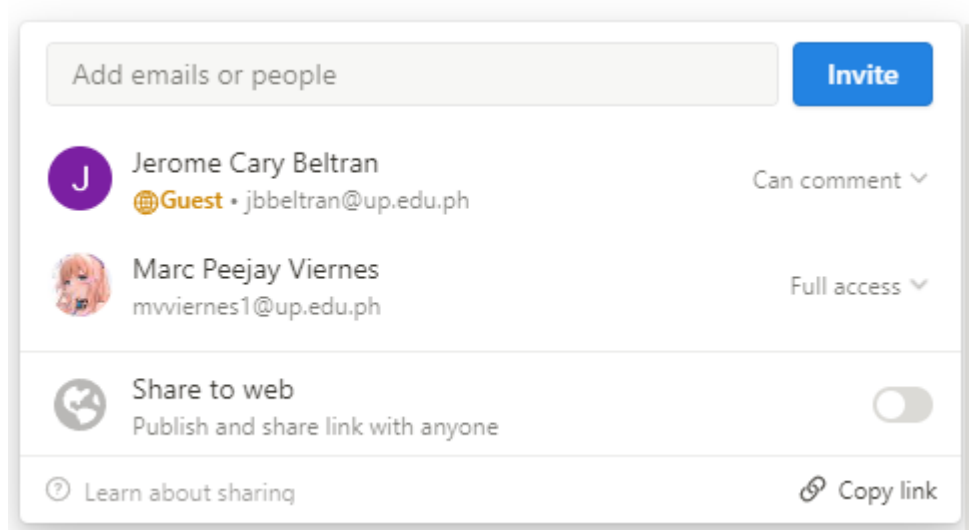 Add emails or people
Invite
Jerome Cary Beltran
Guest • jbbeltran@up.edu.ph
Can comment
Marc Peejay Viernes
mvviernes1@up.edu.ph
Full access
Share to web
Publish and share link with anyone
Learn about sharing
Copy link
J